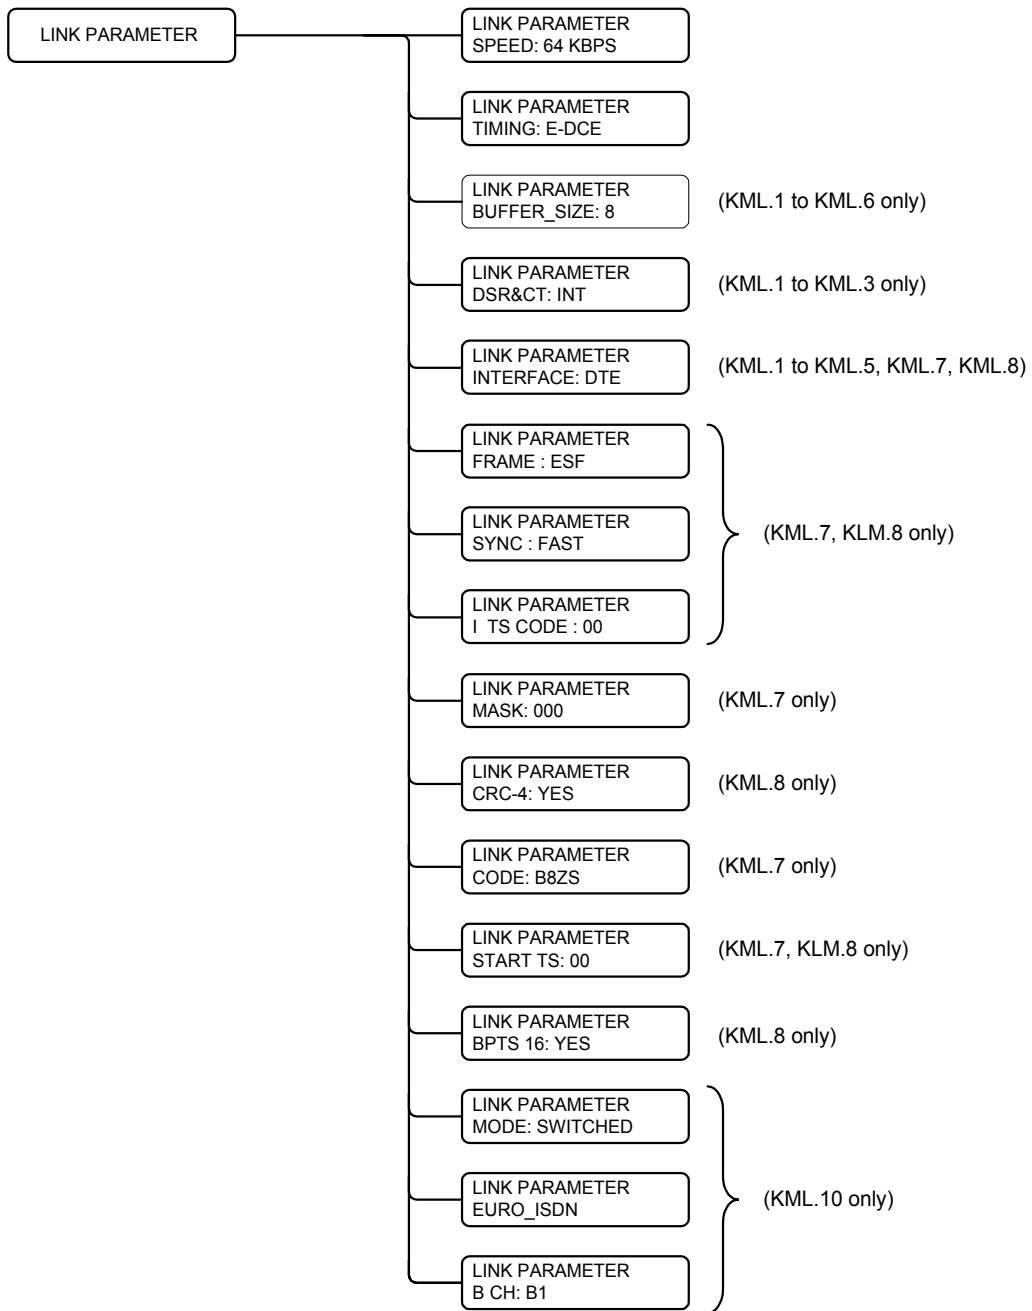 LINK PARAMETER
LINK PARAMETER
SPEED: 64 KBPS
LINK PARAMETER
TIMING: E-DCE
LINK PARAMETER
BUFFER_SIZE: 8
(KML.1 to KML.6 only)
LINK PARAMETER
DSR&CT: INT
(KML.1 to KML.3 only)
LINK PARAMETER
INTERFACE: DTE
(KML.1 to KML.5, KML.7, KML.8)
LINK PARAMETER
FRAME : ESF
LINK PARAMETER
SYNC : FAST
(KML.7, KLM.8 only)
LINK PARAMETER
I TS CODE : 00
LINK PARAMETER
MASK: 000
(KML.7 only)
LINK PARAMETER
CRC-4: YES
(KML.8 only)
LINK PARAMETER
CODE: B8ZS
(KML.7 only)
LINK PARAMETER
START TS: 00
(KML.7, KLM.8 only)
LINK PARAMETER
BPTS 16: YES
(KML.8 only)
LINK PARAMETER
MODE: SWITCHED
LINK PARAMETER
EURO_ISDN
(KML.10 only)
LINK PARAMETER
B CH: B1